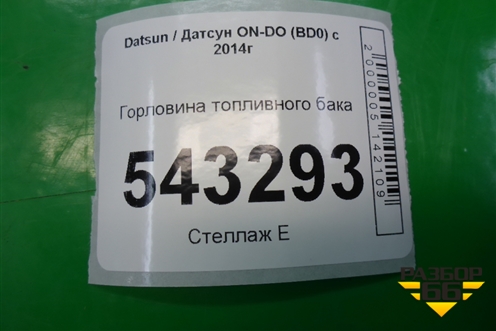 Datsun / Датсун ON-DO (BD0) с
2014г
Горловина топливного бака
543293
Стеллаж Е
2000005142109
РАЗБОР
66